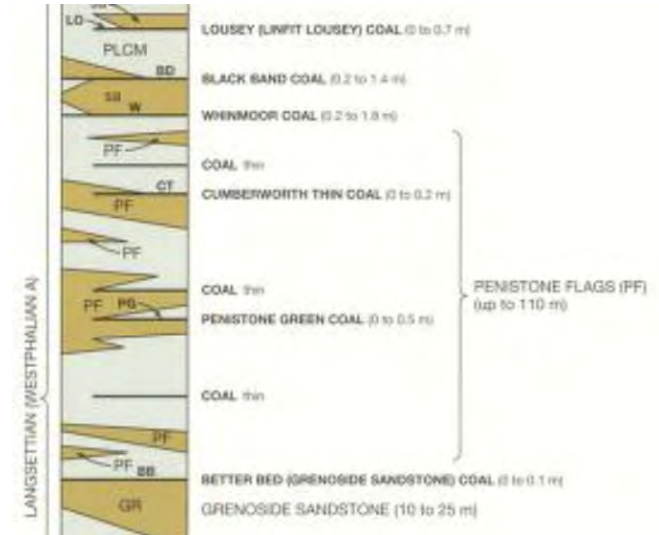 LO
LOUSEY (LINFIT LOUSEY) COAL (0 to 0.7 m)
PLCM
BD
BLACK BAND COAL (0.2 to 1.4 m)
SB
W
WHINMOOR COAL (0.2 to 1.8 m)
PF
COAL thin
CT
CUMBERWORTH THIN COAL (0 to 0.2 m)
PF
PF
COAL thin
PENISTONE FLAGS (PF)
(up to 110 m)
PF
PG
PENISTONE GREEN COAL (0 to 0.5 m)
LANGSETTIAN (WESTPHALIAN A)
COAL thin
PF
PF
BB
BETTER BED (GRENOSIDE SANDSTONE) COAL (0 to 0.1 m)
GR
GRENOSIDE SANDSTONE (10 to 25 m)